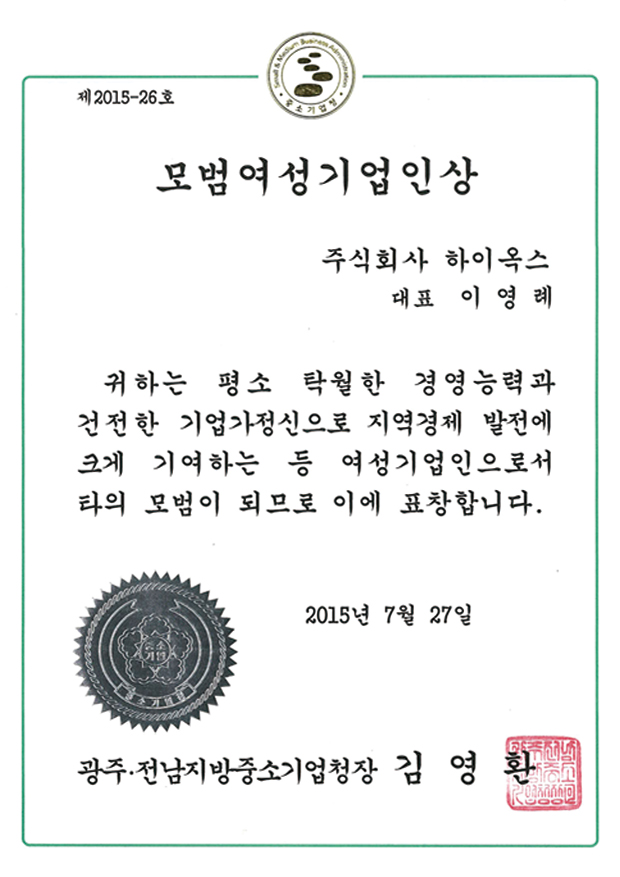 Small & Medium Business Administration
중소기업청
제2015-26호
모범여성기업인상
주식회사 하이옥스
대표 이영례
귀하는 평소 탁월한 경영능력과
건전한 기업가정신으로 지역경제 발전에
크게 기여하는 등 여성기업인으로서
타의 모범이 되므로 이에 표창합니다.
2015년 7월 27일
중소
기업
중소기업청
광주·전남지방중소기업청장 김영환